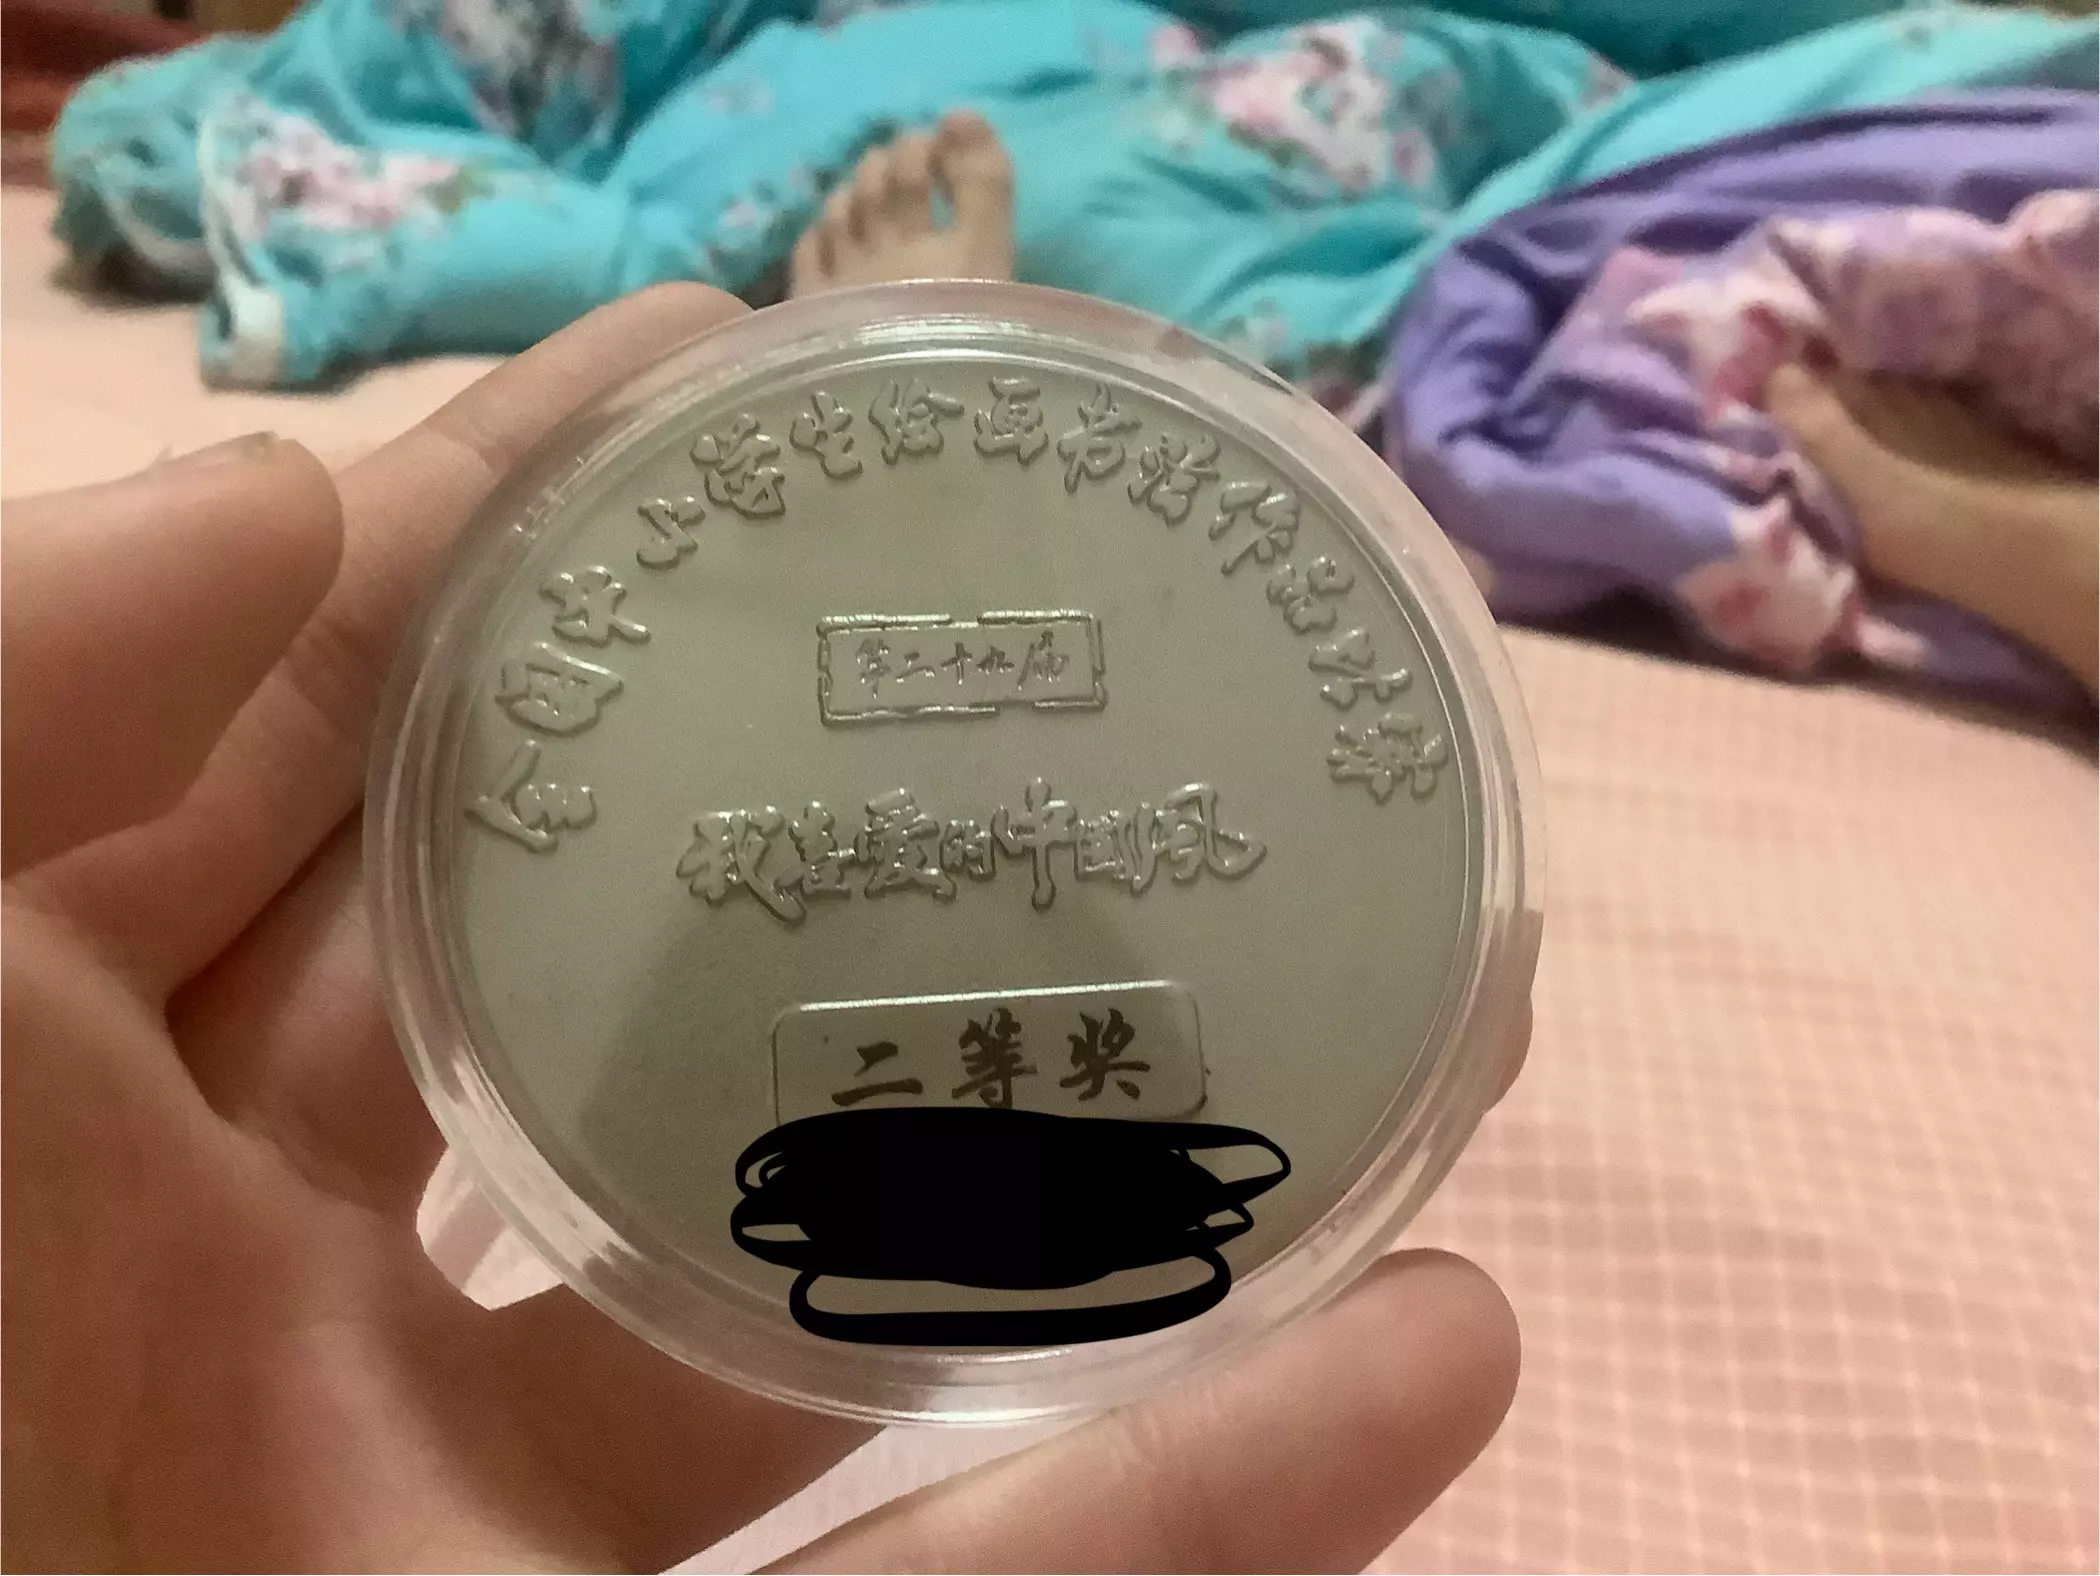 全国中小学生绘画书法作品比赛
第二十九届
我喜爱的中国风
二等奖